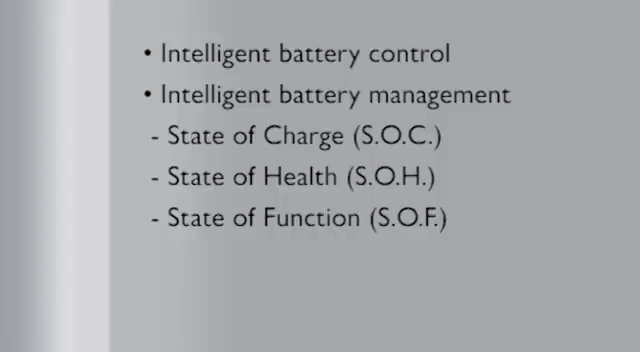 • Intelligent battery control
• Intelligent battery management
- State of Charge (S.O.C.)
- State of Health (S.O.H.)
- State of Function (S.O.F.)